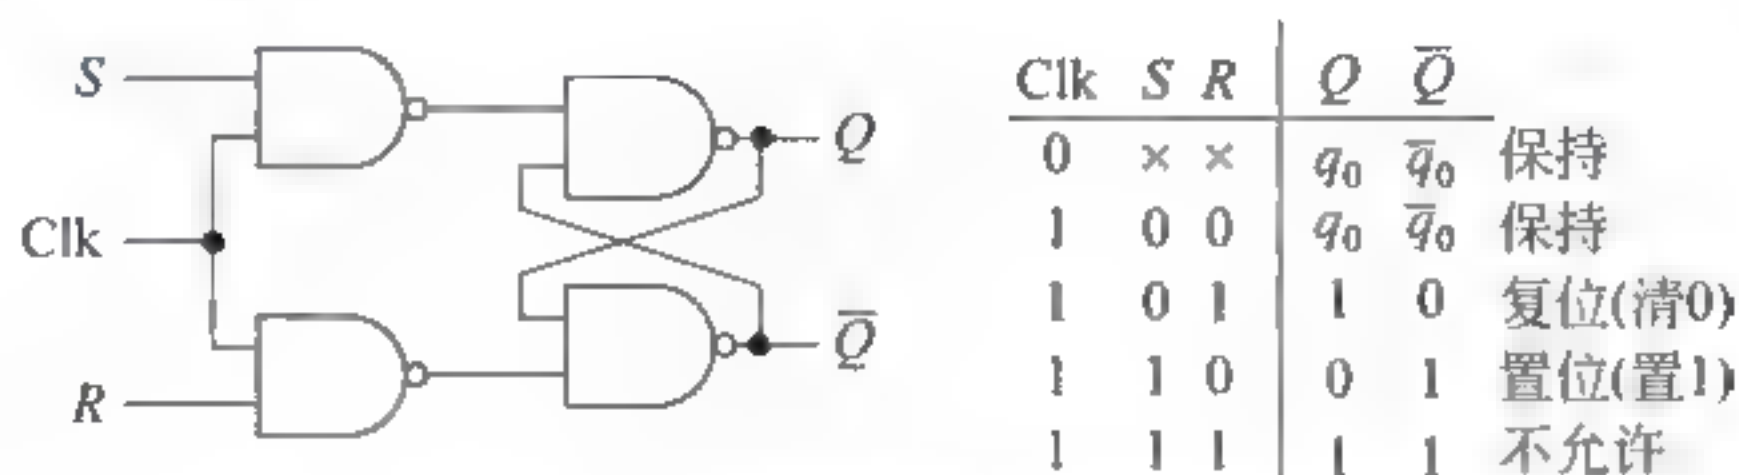 S
Clk
R
Q
Q̅
Clk S R Q Q̅
0 × × q₀ q̅₀ 保持
1 0 0 q₀ q̅₀ 保持
1 0 1 1 0 复位(清0)
1 1 0 0 1 置位(置1)
1 1 1 1 1 不允许